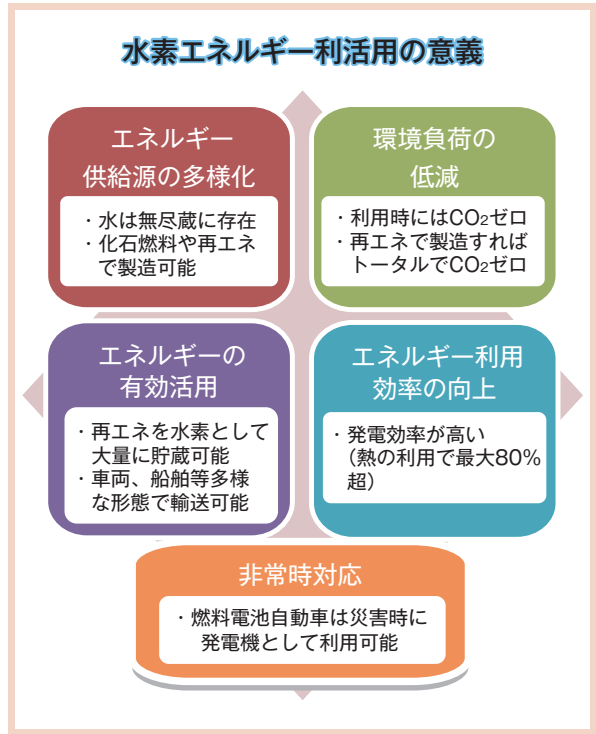 水素エネルギー利活用の意義
エネルギー
供給源の多様化
・水は無尽蔵に存在
・化石燃料や再エネ
で製造可能
環境負荷の
低減
・利用時にはCO₂ゼロ
・再エネで製造すれば
トータルでCO₂ゼロ
エネルギーの
有効活用
・再エネを水素として
大量に貯蔵可能
・車両、船舶等多様
な形態で輸送可能
エネルギー利用
効率の向上
・発電効率が高い
（熱の利用で最大80%
超）
非常時対応
・燃料電池自動車は災害時に
発電機として利用可能